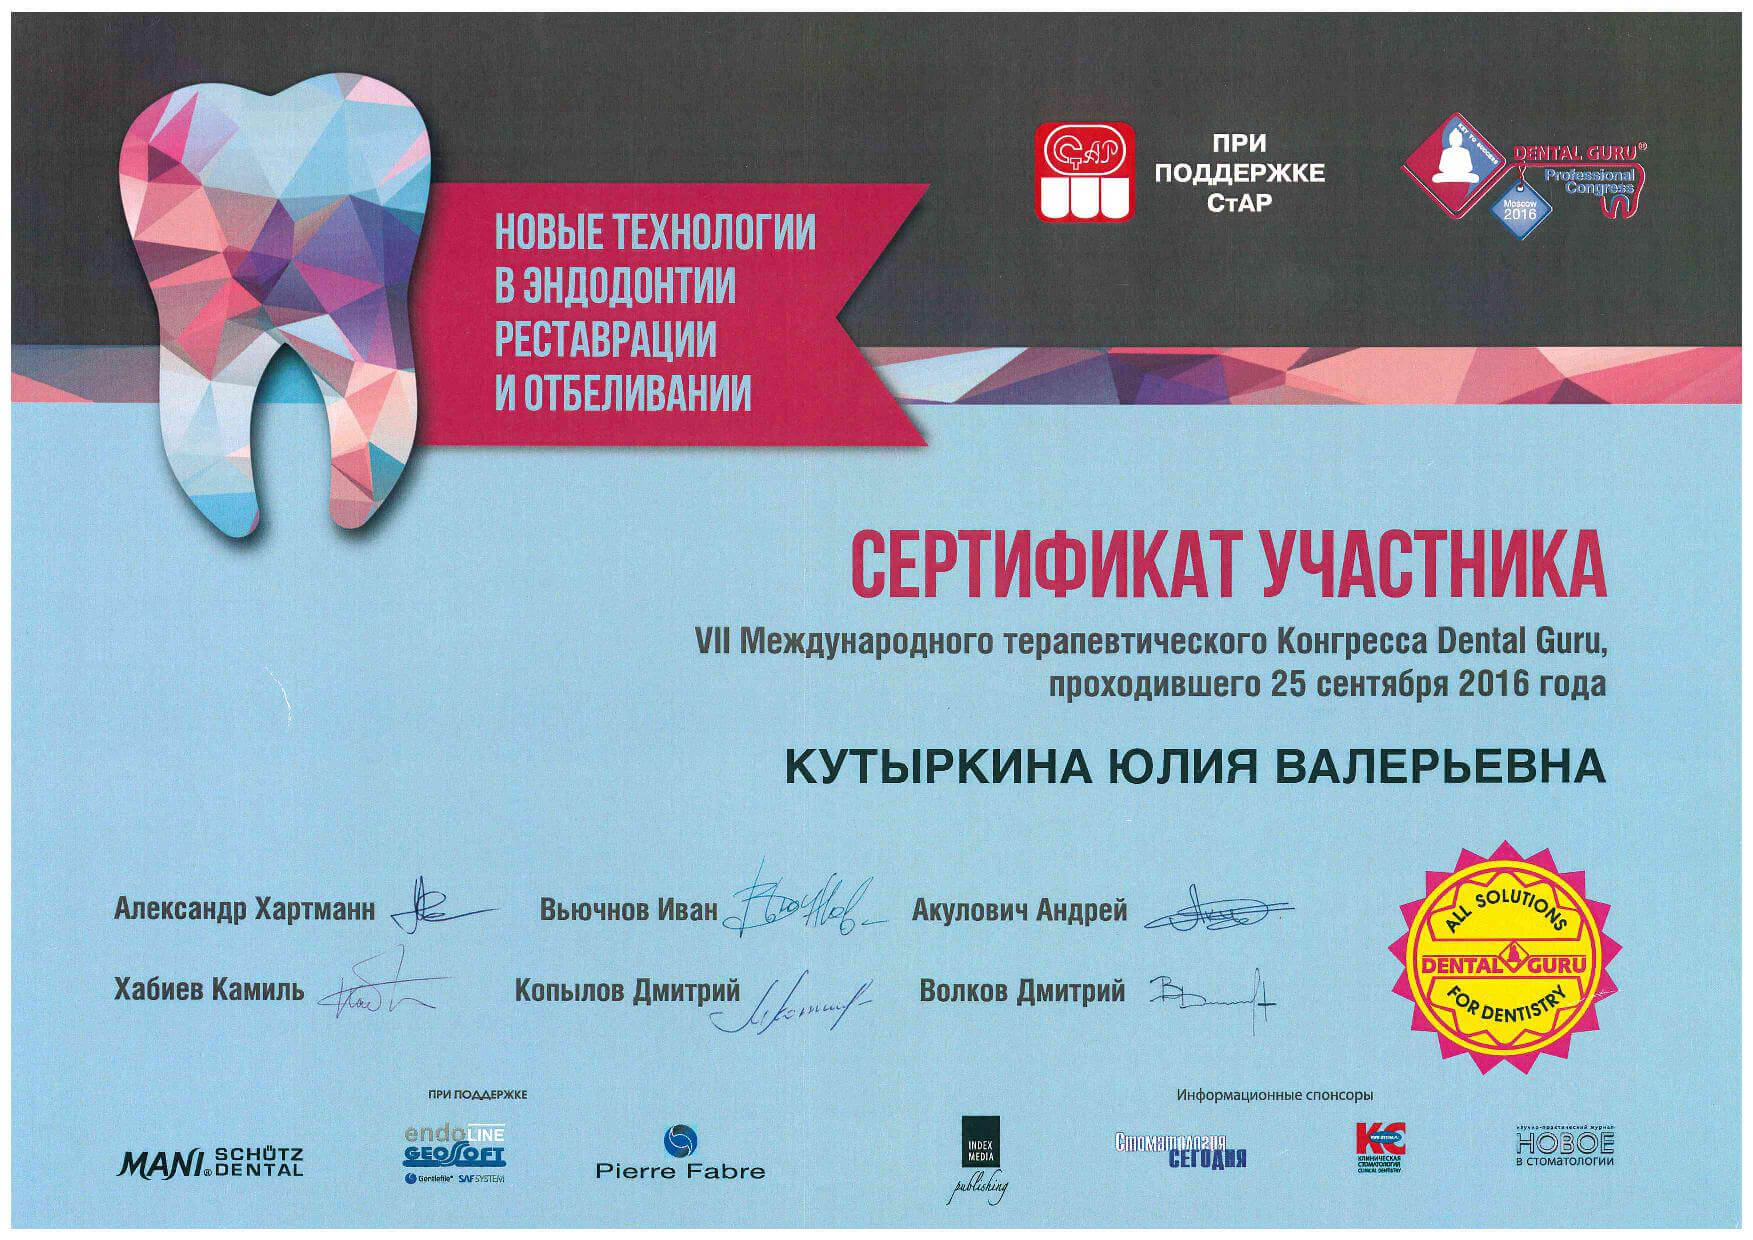 НОВЫЕ ТЕХНОЛОГИИ
В ЭНДОДОНТИИ
РЕСТАВРАЦИИ
И ОТБЕЛИВАНИИ
СтАР
ПРИ
ПОДДЕРЖКЕ
СтАР
KEY TO SUCCESS
DENTAL GURU®
Professional
Congress
Moscow
2016
СЕРТИФИКАТ УЧАСТНИКА
VII Международного терапевтического Конгресса Dental Guru,
проходившего 25 сентября 2016 года
КУТЫРКИНА ЮЛИЯ ВАЛЕРЬЕВНА
Александр Хартманн
Вьючнов Иван
Акулович Андрей
Хабиев Камиль
Копылов Дмитрий
Волков Дмитрий
ALL SOLUTIONS
DENTAL GURU
FOR DENTISTRY
ПРИ ПОДДЕРЖКЕ
Информационные спонсоры
MANI®
SCHÜTZ
DENTAL
endoLINE
GEOSOFT
Gentlefile® SAF SYSTEM
Pierre Fabre
INDEX
MEDIA
publishing
Стоматология
СЕГОДНЯ
КС
КЛИНИЧЕСКАЯ
СТОМАТОЛОГИЯ
CLINICAL DENTISTRY
научно-практический журнал
НОВОЕ
В СТОМАТОЛОГИИ